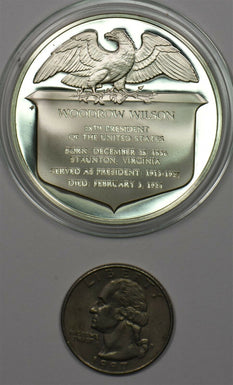 WOODROW WILSON
28TH PRESIDENT
OF THE UNITED STATES
BORN: DECEMBER 28, 1856
STAUNTON, VIRGINIA
SERVED AS PRESIDENT: 1913-1921
DIED: FEBRUARY 3, 1924
LIBERTY